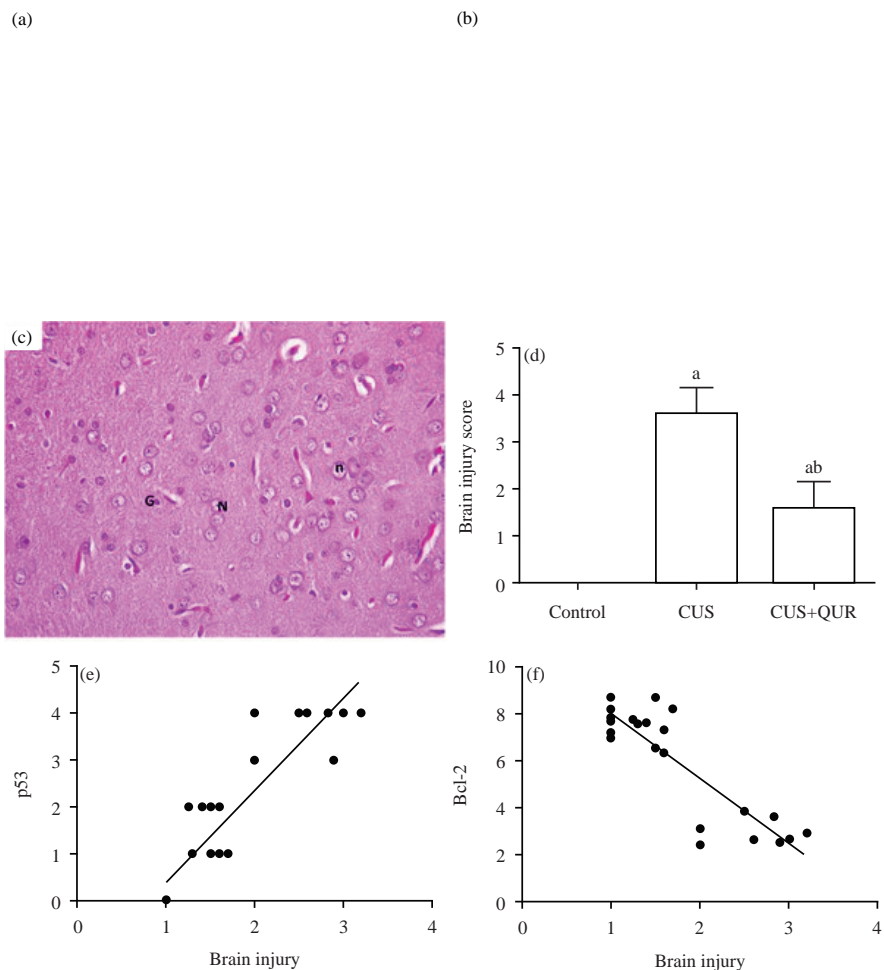 (a)
(b)
(c)
G
N
n
(d)
Brain injury score
5
4
3
2
1
0
a
ab
Control CUS CUS+QUR
(e)
p53
5
4
3
2
1
0
0 1 2 3 4
Brain injury
(f)
Bcl-2
10
8
6
4
2
0
0 1 2 3 4
Brain injury